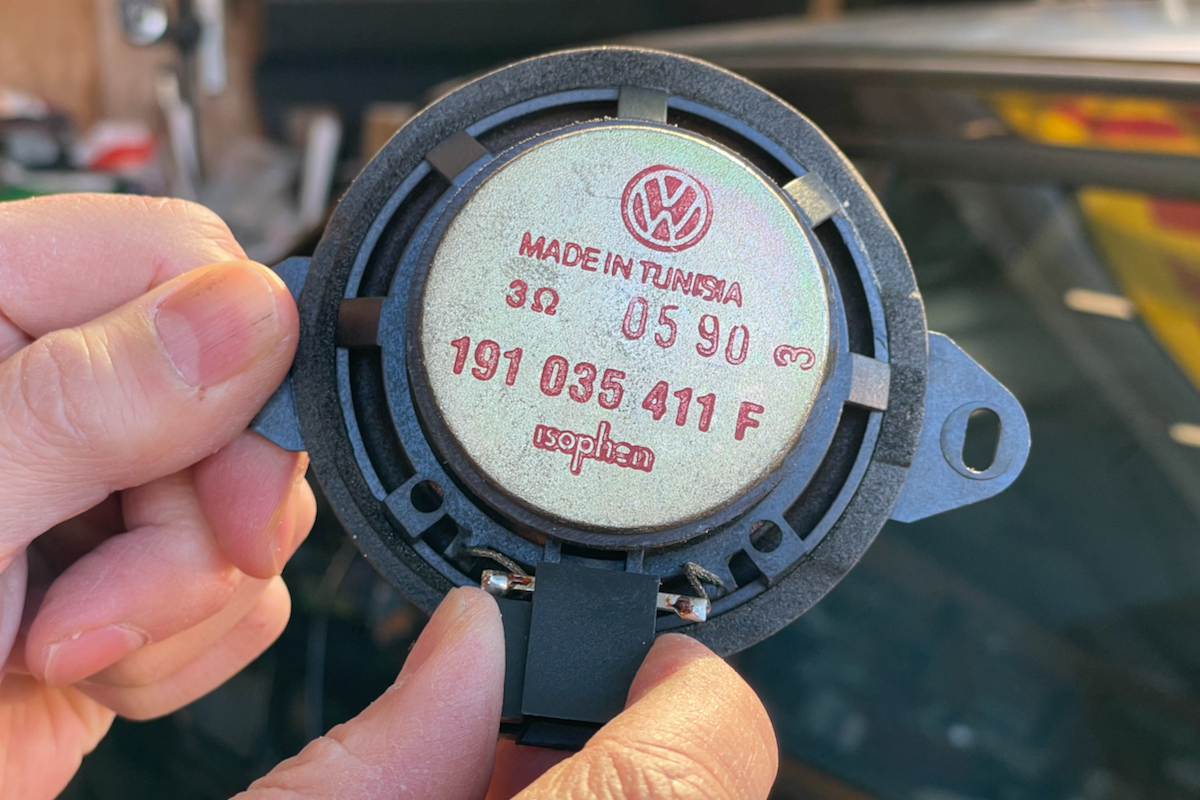 VW
MADE IN TUNISIA
3Ω 05 90 3
191 035 411 F
isophon